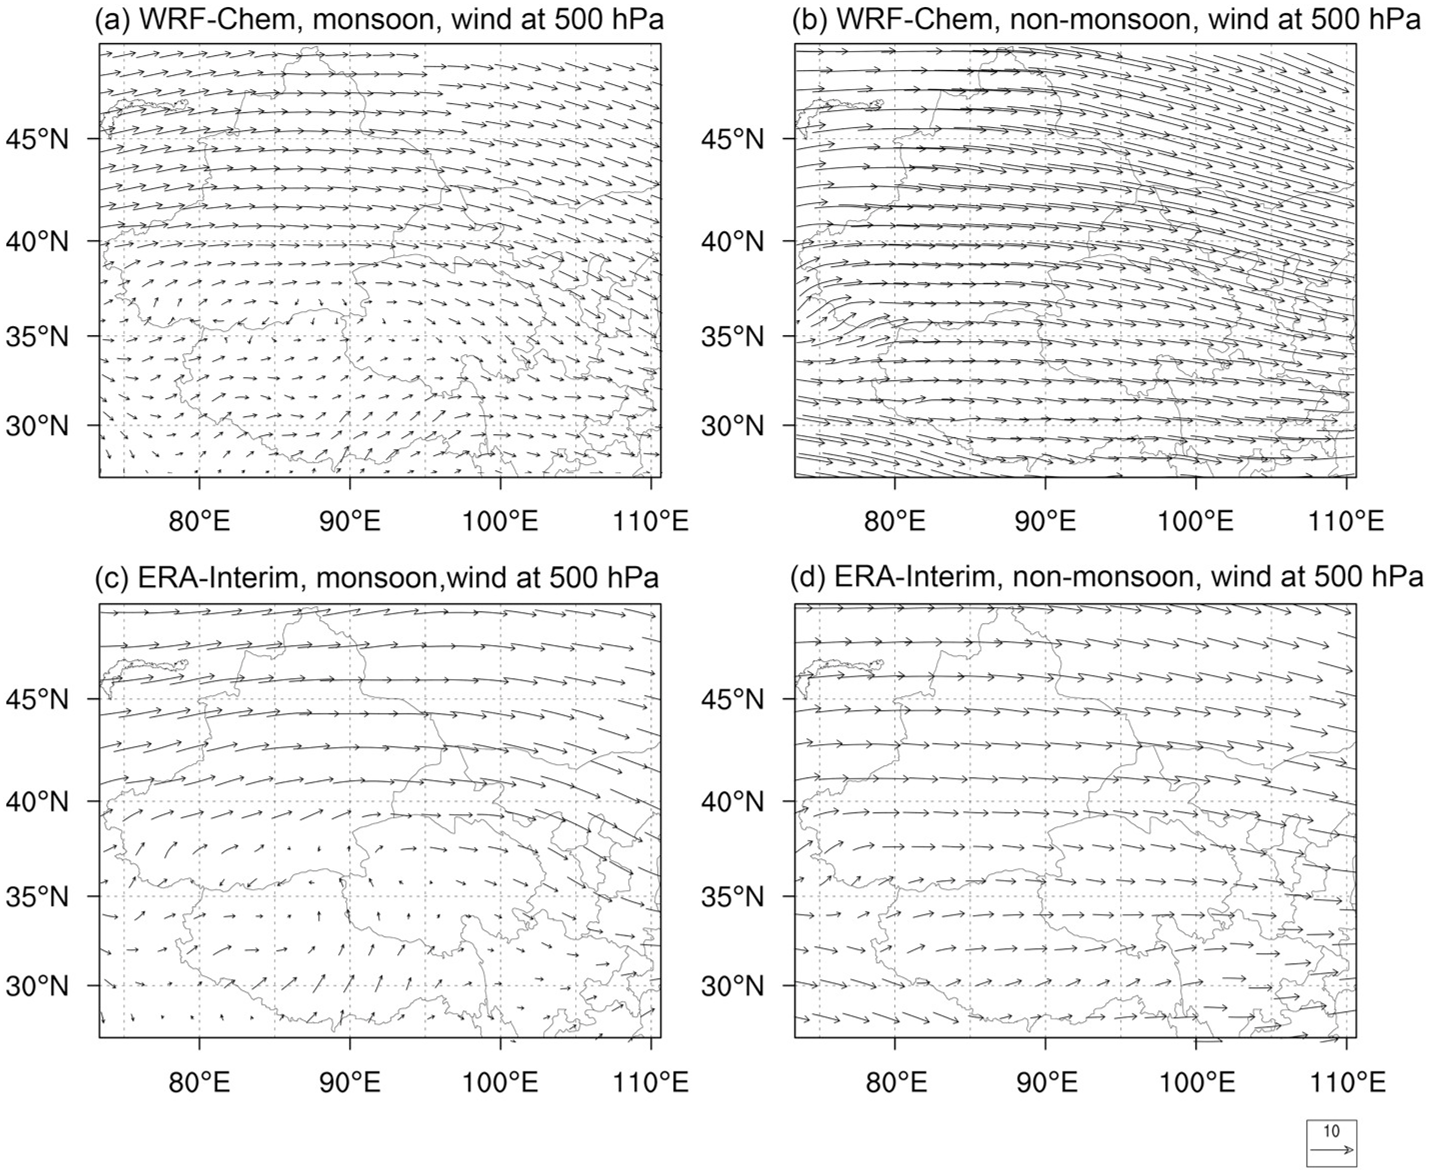 (a) WRF-Chem, monsoon, wind at 500 hPa
(b) WRF-Chem, non-monsoon, wind at 500 hPa
45°N
40°N
35°N
30°N
80°E 90°E 100°E 110°E
45°N
40°N
35°N
30°N
80°E 90°E 100°E 110°E
(c) ERA-Interim, monsoon,wind at 500 hPa
(d) ERA-Interim, non-monsoon, wind at 500 hPa
45°N
40°N
35°N
30°N
80°E 90°E 100°E 110°E
45°N
40°N
35°N
30°N
80°E 90°E 100°E 110°E
10